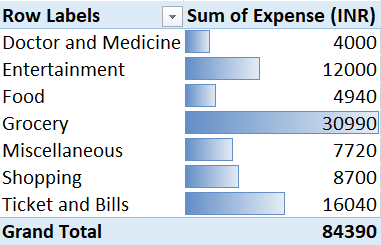 Row Labels Sum of Expense (INR)
Doctor and Medicine 4000
Entertainment 12000
Food 4940
Grocery 30990
Miscellaneous 7720
Shopping 8700
Ticket and Bills 16040
Grand Total 84390